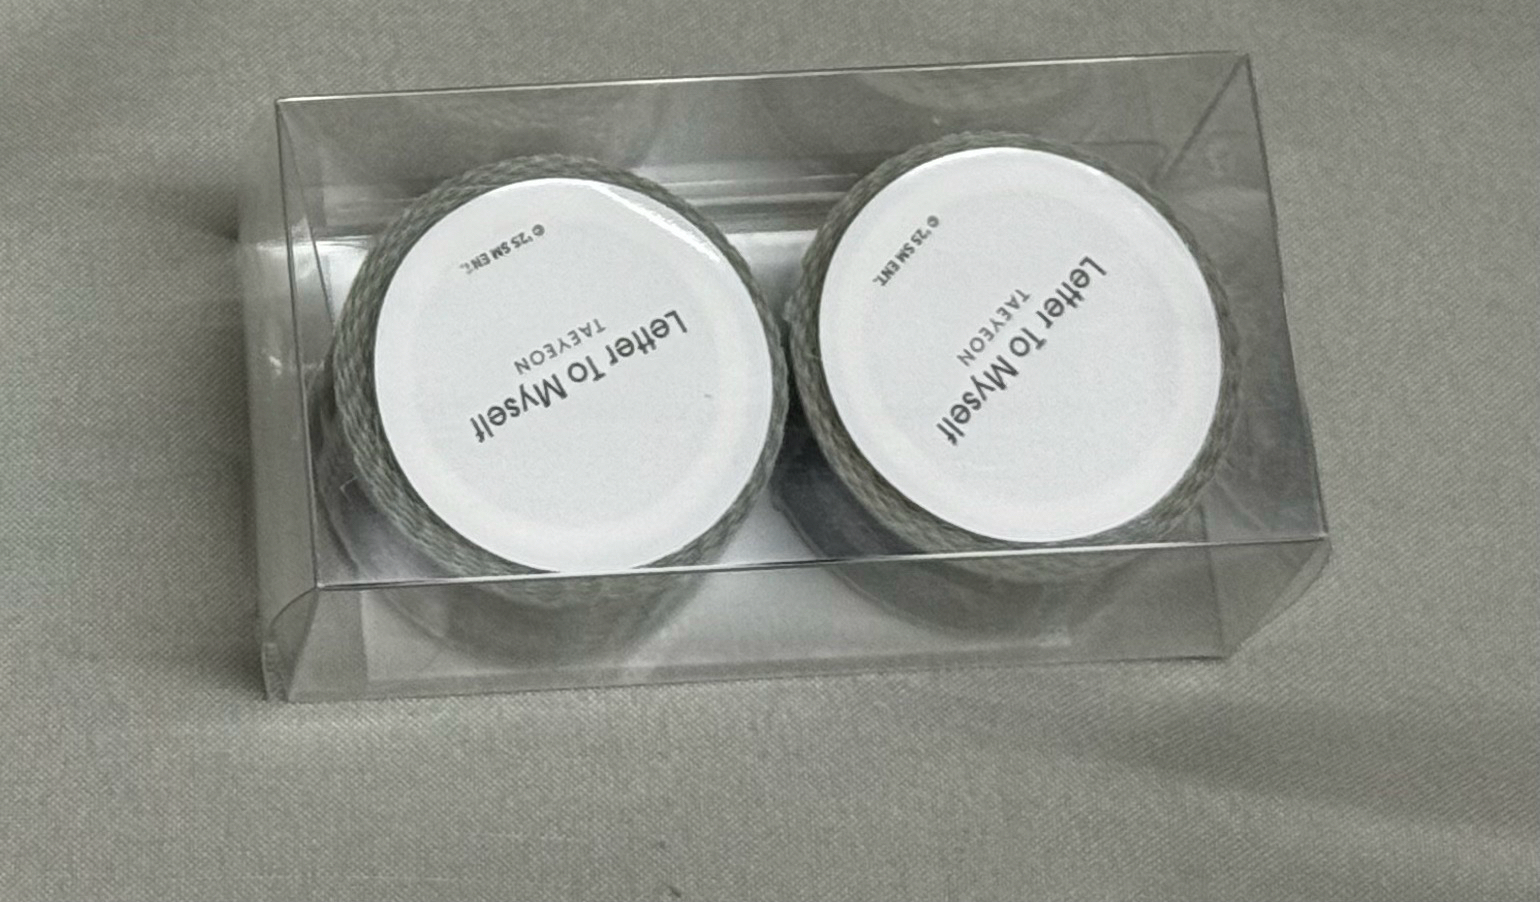 Letter To Myself
TAEYEON
© '25 SM ENT.
Letter To Myself
TAEYEON
© '25 SM ENT.